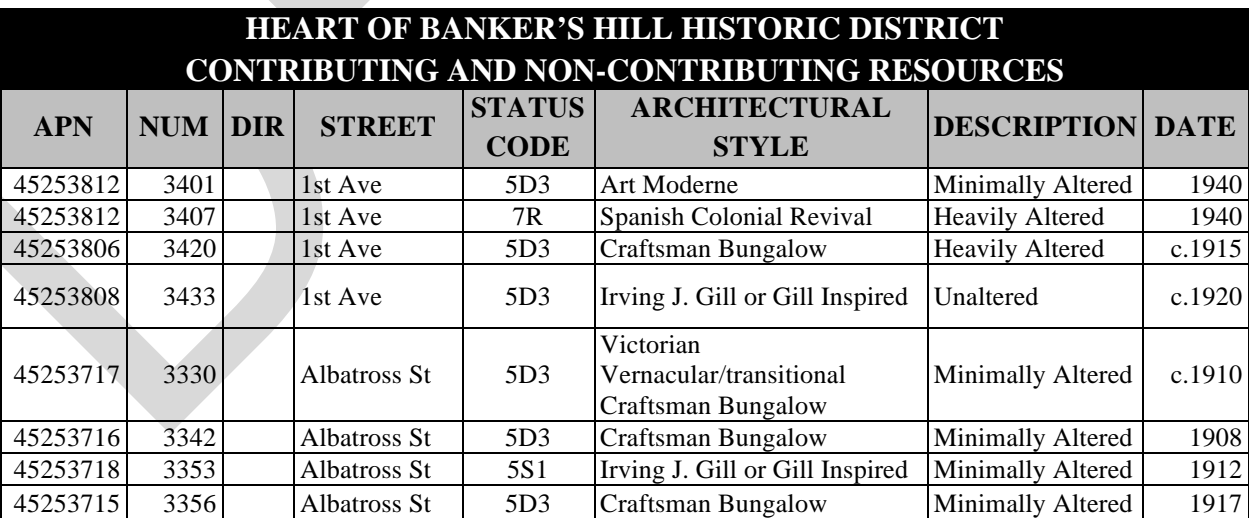 HEART OF BANKER'S HILL HISTORIC DISTRICT
CONTRIBUTING AND NON-CONTRIBUTING RESOURCES
APN NUM DIR STREET STATUS CODE ARCHITECTURAL STYLE DESCRIPTION DATE
45253812 3401 1st Ave 5D3 Art Moderne Minimally Altered 1940
45253812 3407 1st Ave 7R Spanish Colonial Revival Heavily Altered 1940
45253806 3420 1st Ave 5D3 Craftsman Bungalow Heavily Altered c.1915
45253808 3433 1st Ave 5D3 Irving J. Gill or Gill Inspired Unaltered c.1920
45253717 3330 Albatross St 5D3 Victorian Vernacular/transitional Craftsman Bungalow Minimally Altered c.1910
45253716 3342 Albatross St 5D3 Craftsman Bungalow Minimally Altered 1908
45253718 3353 Albatross St 5S1 Irving J. Gill or Gill Inspired Minimally Altered 1912
45253715 3356 Albatross St 5D3 Craftsman Bungalow Minimally Altered 1917